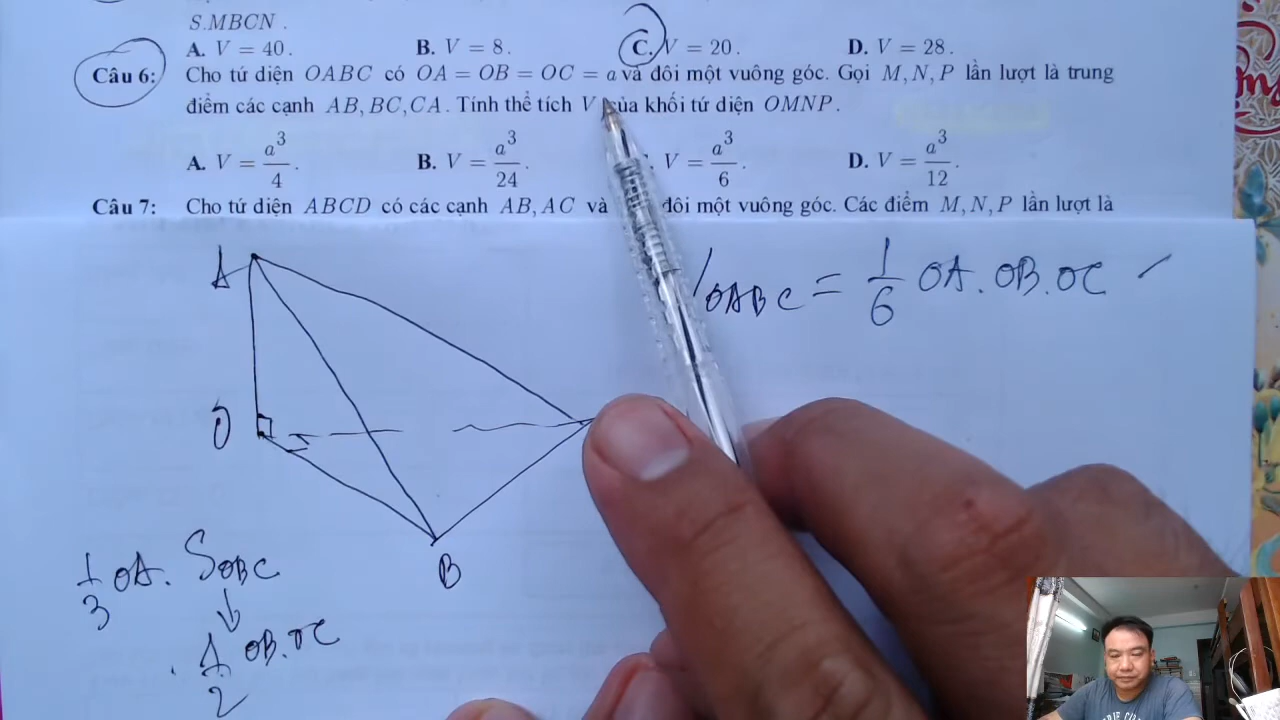 S.MBCN .
A. V = 40 . B. V = 8 . C. V = 20 . D. V = 28 .
Câu 6: Cho tứ diện OABC có OA = OB = OC = a và đôi một vuông góc. Gọi M, N, P lần lượt là trung
điểm các cạnh AB, BC, CA . Tính thể tích V của khối tứ diện OMNP .
A. V = a³/4 . B. V = a³/24 . V = a³/6 . D. V = a³/12 .
Câu 7: Cho tứ diện ABCD có các cạnh AB, AC và đôi một vuông góc. Các điểm M, N, P lần lượt là
A
OABC = 1/6 OA. OB. OC
O
B
1/3 OA. SOBC
1/2 OB. OC